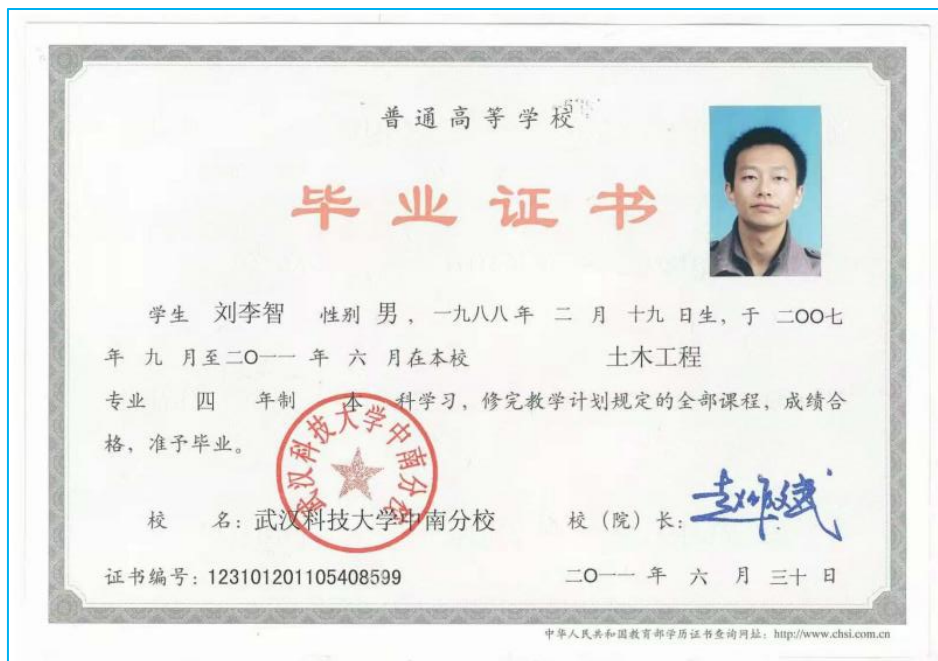 普通高等学校
毕业证书
学生 刘李智 性别 男，一九八八年 二 月 十九 日生，于 二〇〇七
年 九 月至二〇一一 年 六 月在本校 土木工程
专业 四 年制 本 科学习，修完教学计划规定的全部课程，成绩合
格，准予毕业。
武汉科技大学中南分校
校 名：武汉科技大学中南分校 校（院）长：赵作斌
证书编号：123101201105408599 二〇一一 年 六 月 三十 日
中华人民共和国教育部学历证书查询网址：http://www.chsi.com.cn